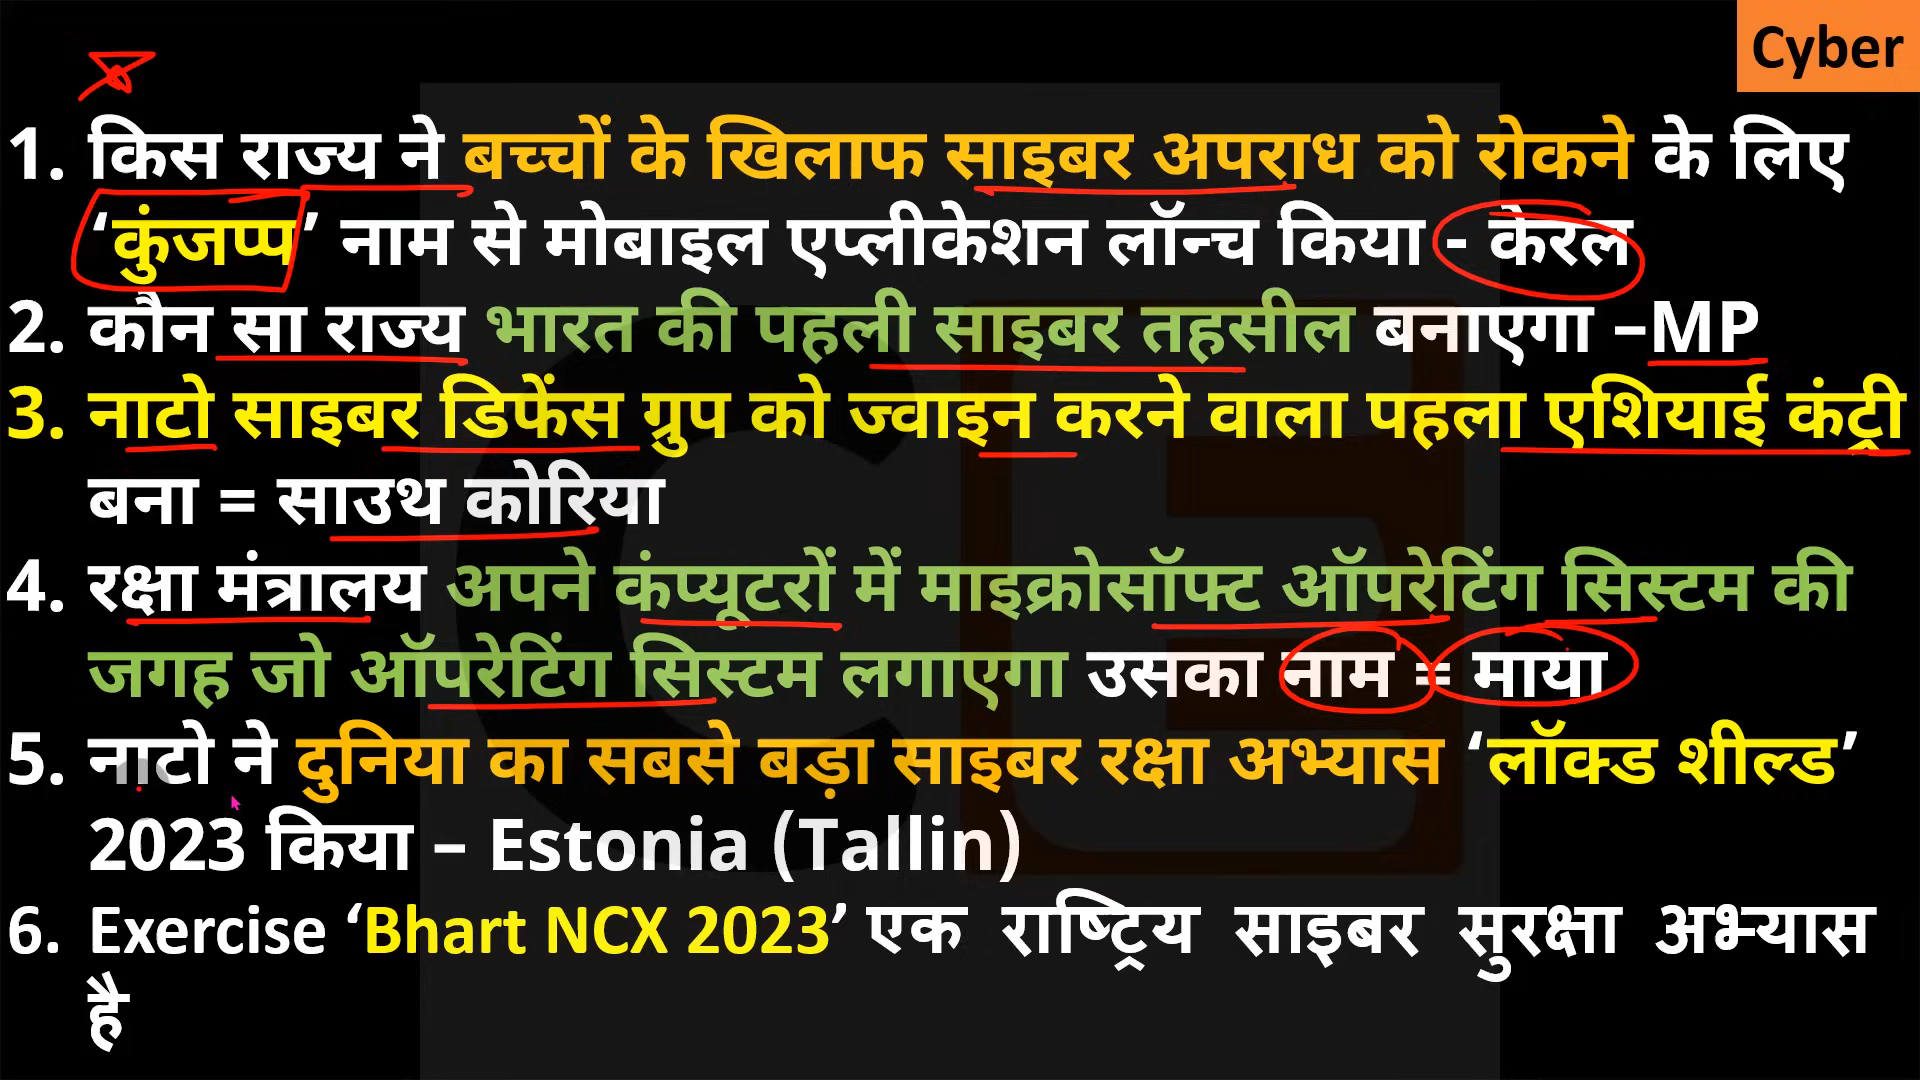 Cyber
1. किस राज्य ने बच्चों के खिलाफ साइबर अपराध को रोकने के लिए
‘कुंजप्प’ नाम से मोबाइल एप्लीकेशन लॉन्च किया - केरल
2. कौन सा राज्य भारत की पहली साइबर तहसील बनाएगा –MP
3. नाटो साइबर डिफेंस ग्रुप को ज्वाइन करने वाला पहला एशियाई कंट्री
बना = साउथ कोरिया
4. रक्षा मंत्रालय अपने कंप्यूटरों में माइक्रोसॉफ्ट ऑपरेटिंग सिस्टम की
जगह जो ऑपरेटिंग सिस्टम लगाएगा उसका नाम = माया
5. नाटो ने दुनिया का सबसे बड़ा साइबर रक्षा अभ्यास ‘लॉक्ड शील्ड’
2023 किया – Estonia (Tallin)
6. Exercise ‘Bhart NCX 2023’ एक राष्ट्रिय साइबर सुरक्षा अभ्यास
है